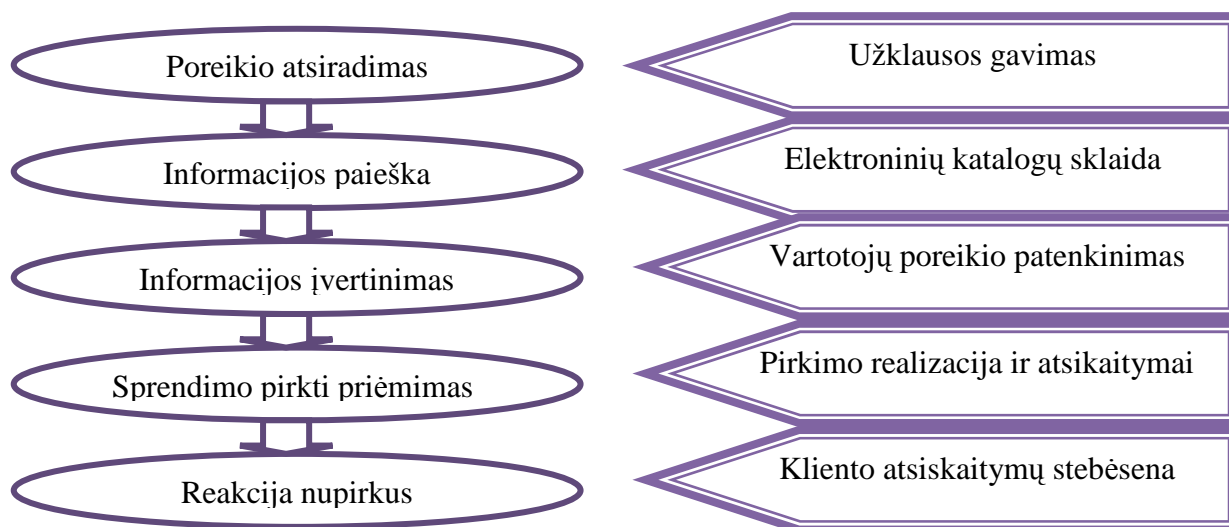 Poreikio atsiradimas
Užklausos gavimas
Informacijos paieška
Elektroninių katalogų sklaida
Informacijos įvertinimas
Vartotojų poreikio patenkinimas
Sprendimo pirkti priėmimas
Pirkimo realizacija ir atsikaitymai
Reakcija nupirkus
Kliento atsiskaitymų stebėsena